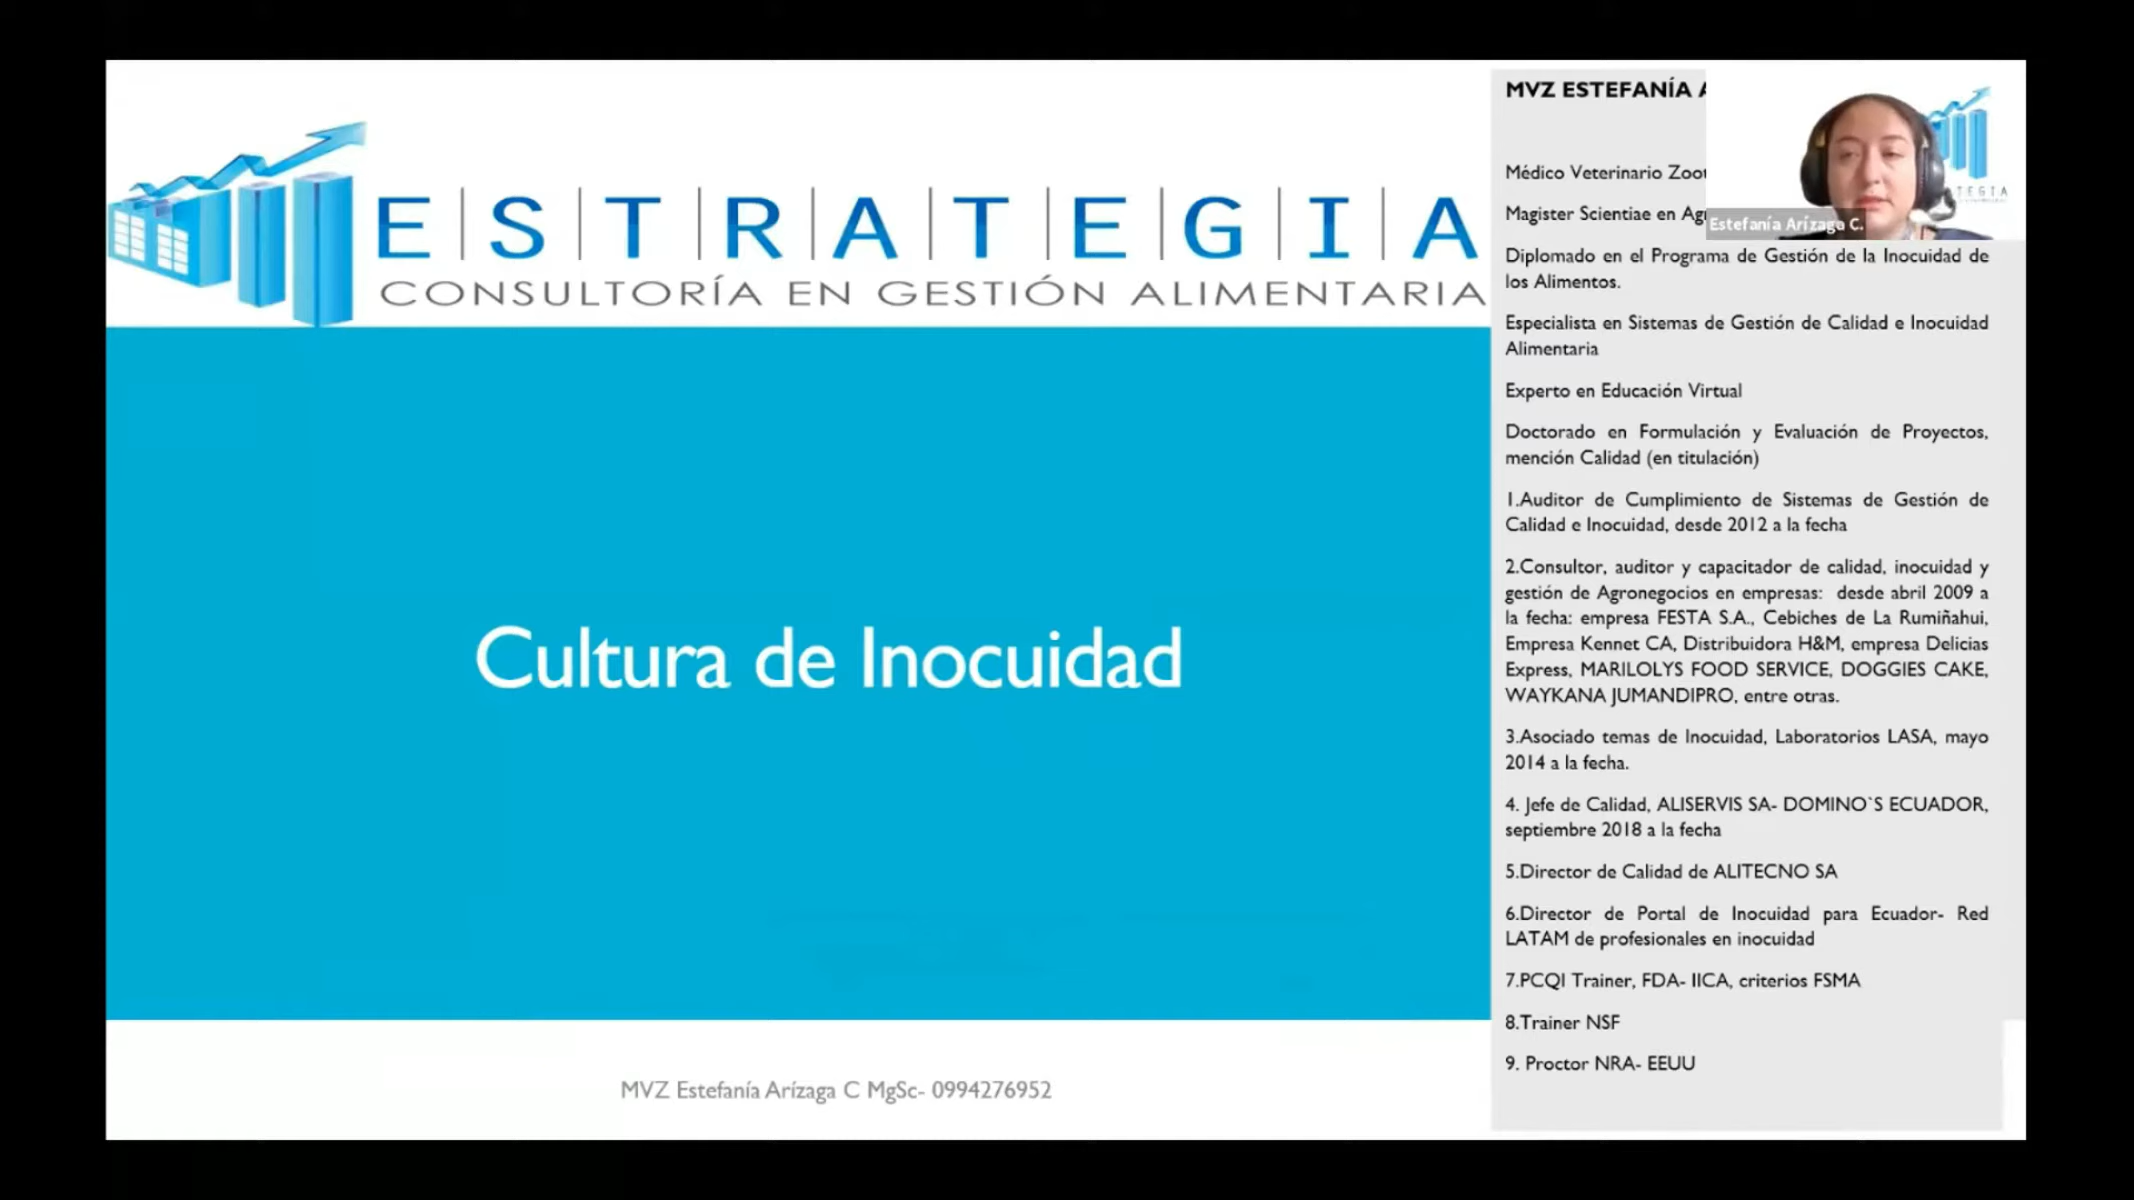 ESTRATEGIA
CONSULTORÍA EN GESTIÓN ALIMENTARIA
Cultura de Inocuidad
MVZ Estefanía Arízaga C MgSc- 0994276952
MVZ ESTEFANÍA
Médico Veterinario
Magister Scientiae en
Diplomado en el Programa de Gestión de la Inocuidad de
los Alimentos.
Especialista en Sistemas de Gestión de Calidad e Inocuidad
Alimentaria
Experto en Educación Virtual
Doctorado en Formulación y Evaluación de Proyectos,
mención Calidad (en titulación)
1.Auditor de Cumplimiento de Sistemas de Gestión de
Calidad e Inocuidad, desde 2012 a la fecha
2.Consultor, auditor y capacitador de calidad, inocuidad y
gestión de Agronegocios en empresas: desde abril 2009 a
la fecha: empresa FESTA S.A., Cebiches de La Rumiñahui,
Empresa Kennet CA, Distribuidora H&M, empresa Delicias
Express, MARILOLYS FOOD SERVICE, DOGGIES CAKE,
WAYKANA JUMANDIPRO, entre otras.
3.Asociado temas de Inocuidad, Laboratorios LASA, mayo
2014 a la fecha.
4. Jefe de Calidad, ALISERVIS SA- DOMINO`S ECUADOR,
septiembre 2018 a la fecha
5.Director de Calidad de ALITECNO SA
6.Director de Portal de Inocuidad para Ecuador- Red
LATAM de profesionales en inocuidad
7.PCQI Trainer, FDA- IICA, criterios FSMA
8.Trainer NSF
9. Proctor NRA- EEUU
Estefanía Arízaga C.